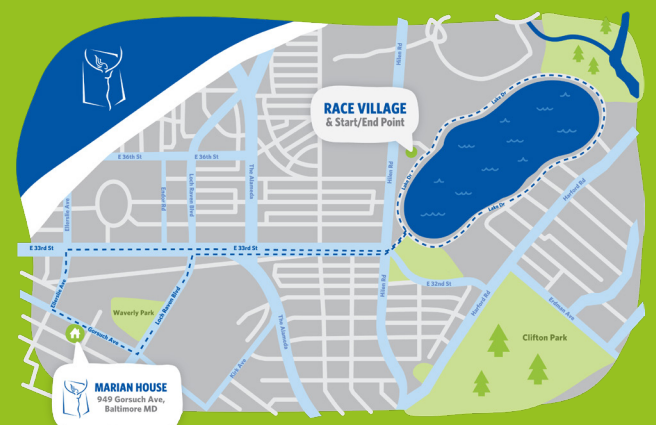 Hillen Rd
RACE VILLAGE
& Start/End Point
Lake Dr
E 36th St
E 36th St
The Alameda
Loch Raven Blvd
Ellerslie Ave
Hillen Rd
Lake Dr
Harford Rd
Lake Dr
E 33rd St
E 33rd St
E 32nd St
Hillen Rd
Ellerslie Ave
Loch Raven Blvd
Harford Rd
Erdman Ave
Waverly Park
The Alameda
Gorsuch Ave
Clifton Park
Kirk Ave
MARIAN HOUSE
949 Gorsuch Ave,
Baltimore MD